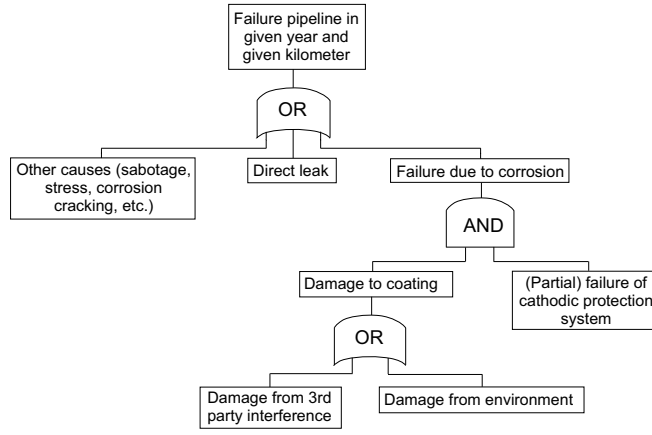 Failure pipeline in
given year and
given kilometer
OR
Other causes (sabotage,
stress, corrosion
cracking, etc.)
Direct leak
Failure due to corrosion
AND
Damage to coating
(Partial) failure of
cathodic protection
system
OR
Damage from 3rd
party interference
Damage from environment